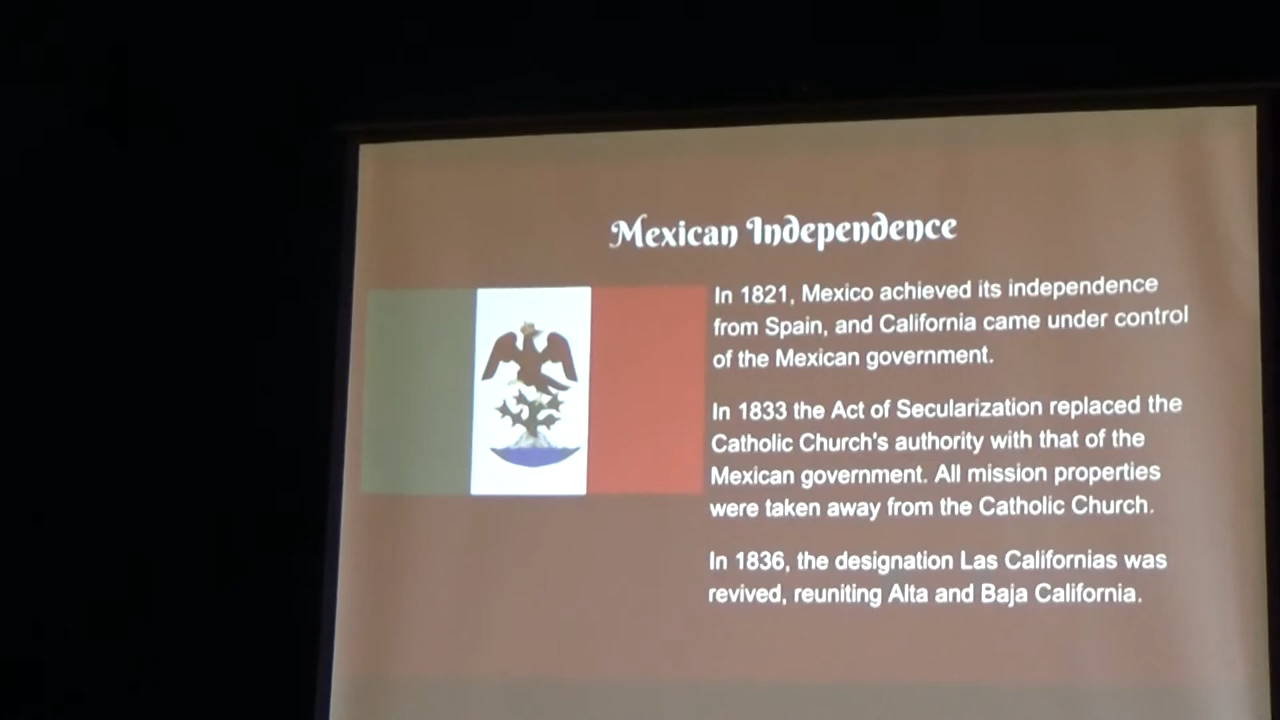 Mexican Independence
In 1821, Mexico achieved its independence
from Spain, and California came under control
of the Mexican government.
In 1833 the Act of Secularization replaced the
Catholic Church's authority with that of the
Mexican government. All mission properties
were taken away from the Catholic Church.
In 1836, the designation Las Californias was
revived, reuniting Alta and Baja California.